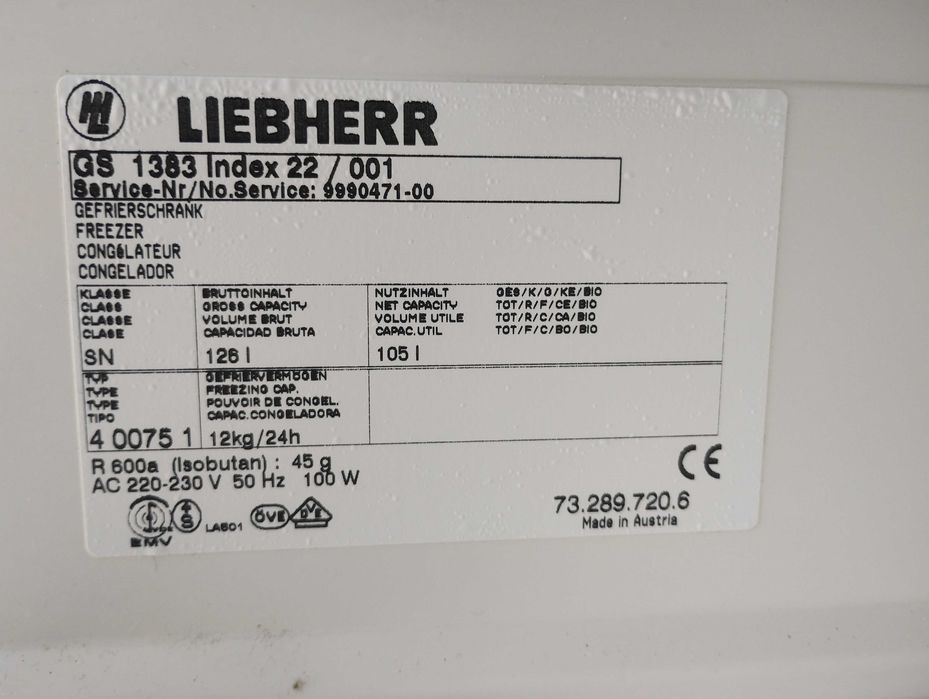 LIEBHERR
GS 1383 Index 22 / 001
Service-Nr/No.Service: 9990471-00
GEFRIERSCHRANK
FREEZER
CONGéLATEUR
CONGELADOR
KLASSE BRUTTOINHALT NUTZINHALT GES/K/G/KE/BIO
CLASS GROSS CAPACITY NET CAPACITY TOT/R/F/CE/BIO
CLASSE VOLUME BRUT VOLUME UTILE TOT/R/C/CA/BIO
CLASE CAPACIDAD BRUTA CAPAC.UTIL TOT/F/C/BO/BIO
SN 126 l 105 l
TYP GEFRIERVERMÖGEN
TYPE FREEZING CAP.
TYPE POUVOIR DE CONGEL.
TIPO CAPAC.CONGELADORA
4 0075 1 12kg/24h
R 600a (Isobutan) : 45 g
AC 220-230 V 50 Hz 100 W
CE
73.289.720.6
Made in Austria
S LA601 ÖVE DVE
EMV